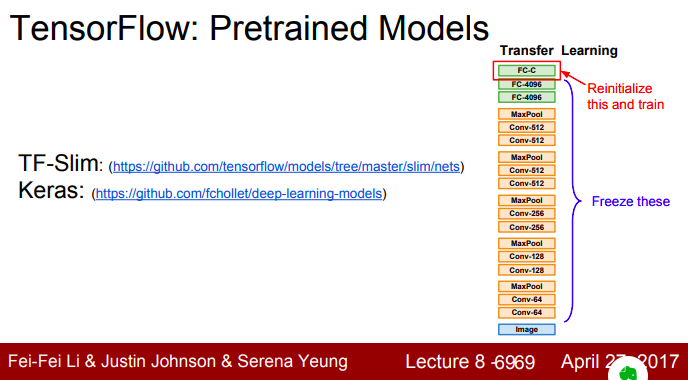 TensorFlow: Pretrained Models
Transfer Learning
FC-C
FC-4096
FC-4096
Reinitialize
this and train
MaxPool
Conv-512
Conv-512
MaxPool
Conv-512
Conv-512
MaxPool
Conv-256
Conv-256
MaxPool
Conv-128
Conv-128
MaxPool
Conv-64
Conv-64
Image
Freeze these
TF-Slim: (https://github.com/tensorflow/models/tree/master/slim/nets)
Keras: (https://github.com/fchollet/deep-learning-models)
Fei-Fei Li & Justin Johnson & Serena Yeung
Lecture 8 -6969
April 27, 2017